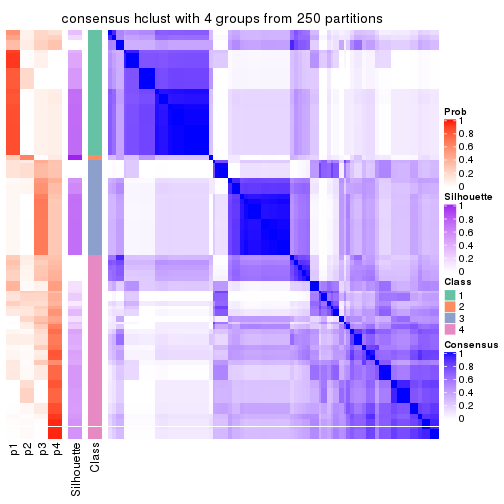 consensus hclust with 4 groups from 250 partitions
Prob
1
0.8
0.6
0.4
0.2
0
Silhouette
1
0.8
0.6
0.4
0.2
0
Class
1
2
3
4
Consensus
1
0.8
0.6
0.4
0.2
0
p1
p2
p3
p4
Silhouette
Class